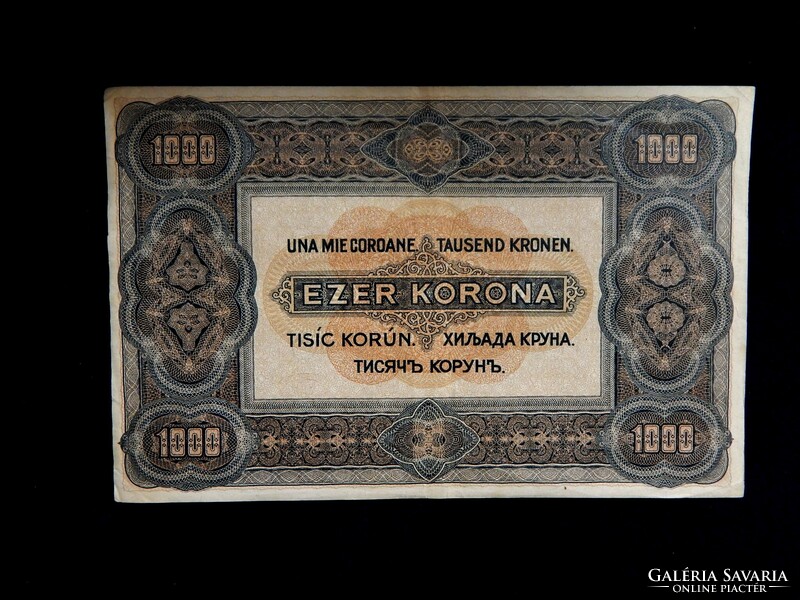 1000 1000
UNA MIE COROANE. TAUSEND KRONEN.
EZER KORONA
TISÍC KORÚN. ХИЉАДА КРУНА.
ТИСЯЧЪ КОРУНЪ.
1000 1000
GALÉRIA SAVARIA
ONLINE PIACTÉR